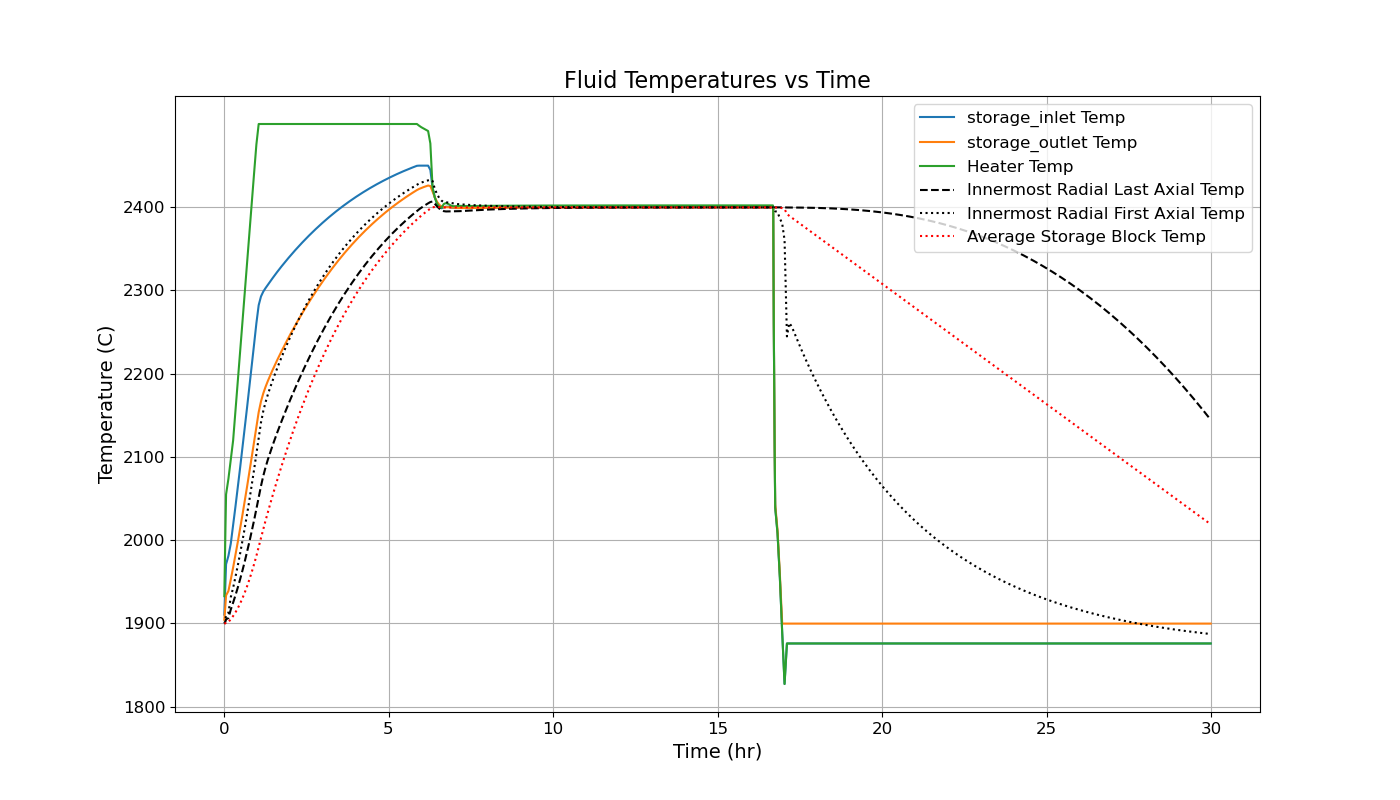 Fluid Temperatures vs Time
Temperature (C)
2400
2300
2200
2100
2000
1900
1800
storage_inlet Temp
storage_outlet Temp
Heater Temp
Innermost Radial Last Axial Temp
Innermost Radial First Axial Temp
Average Storage Block Temp
0 5 10 15 20 25 30
Time (hr)